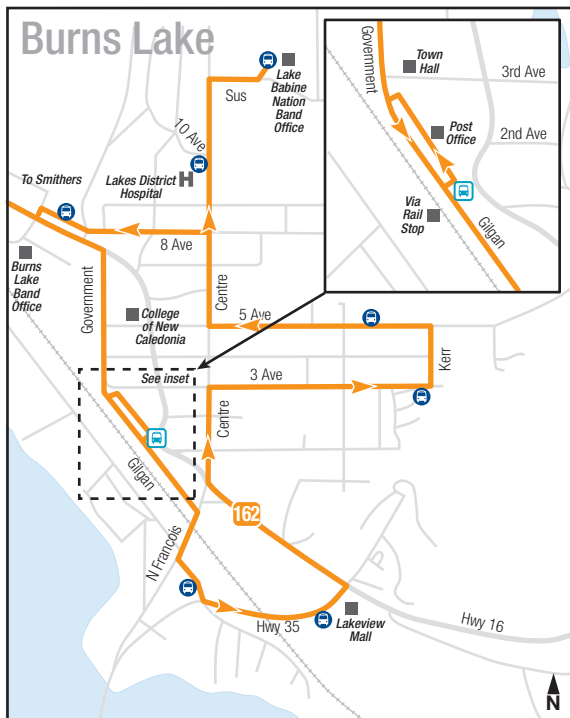 Burns Lake
Lake
Babine
Nation
Band
Office
Sus
10 Ave
To Smithers
Lakes District
Hospital
H
8 Ave
Burns
Lake
Band
Office
Government
Centre
College
of New
Caledonia
5 Ave
Kerr
See inset
3 Ave
Centre
Gilgan
162
N Francois
Hwy 35
Lakeview
Mall
Hwy 16
N
Government
Town
Hall
3rd Ave
Post
Office
2nd Ave
Via
Rail
Stop
Gilgan